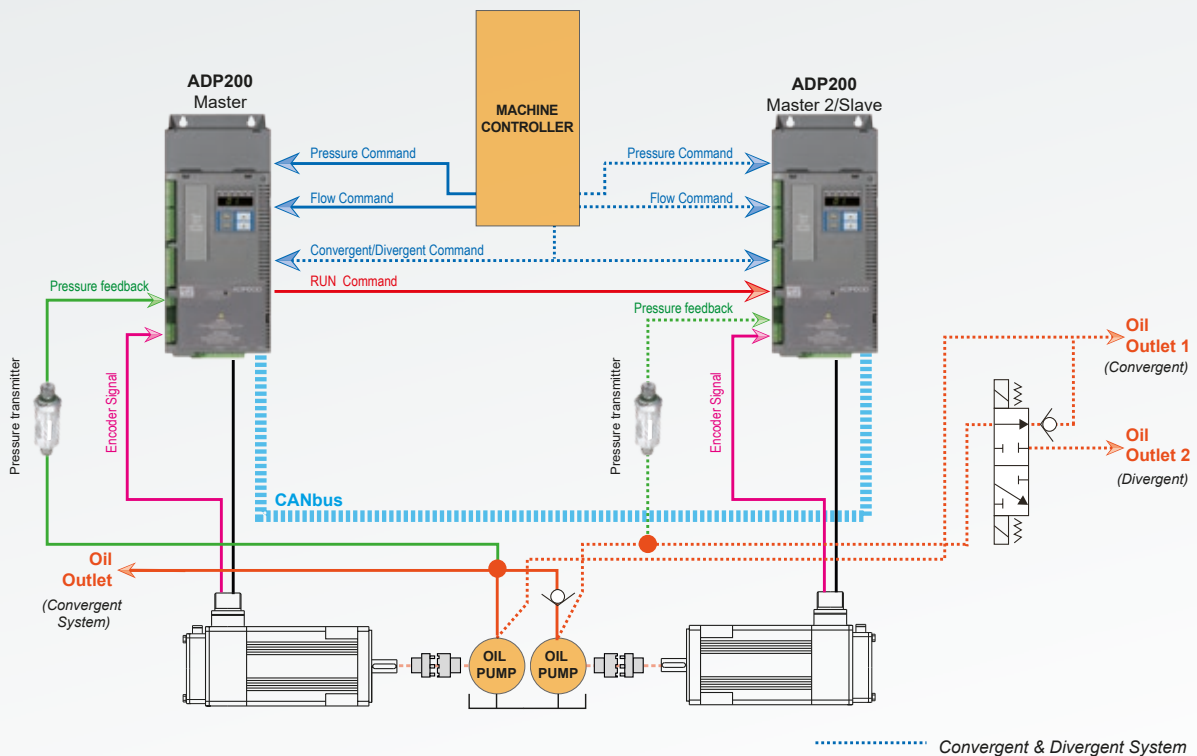 ADP200
Master
MACHINE
CONTROLLER
ADP200
Master 2/Slave
Pressure Command
Pressure Command
Flow Command
Flow Command
Convergent/Divergent Command
RUN  Command
Pressure feedback
Pressure feedback
Pressure transmitter
Encoder Signal
Pressure transmitter
Encoder Signal
Oil
Outlet 1
(Convergent)
Oil
Outlet 2
(Divergent)
CANbus
Oil
Outlet
(Convergent
System)
OIL
PUMP
OIL
PUMP
Convergent & Divergent System